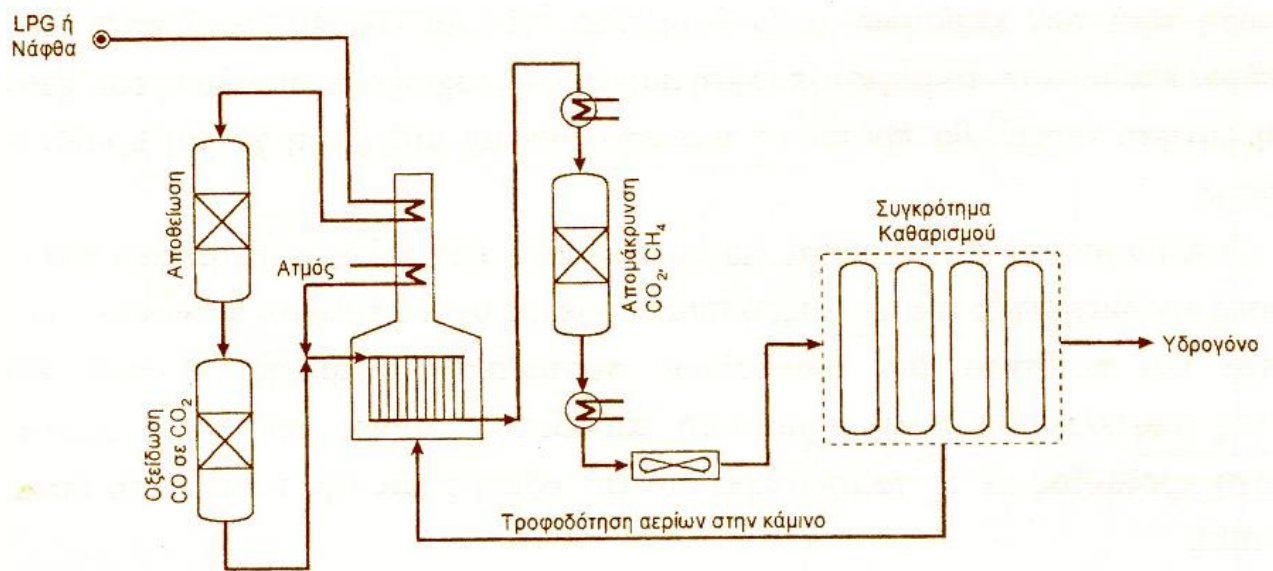 LPG ή
Νάφθα
Αποθείωση
Ατμός
Οξείδωση
CO σε CO2
Απομάκρυνση
CO2, CH4
Συγκρότημα
Καθαρισμού
Υδρογόνο
Τροφοδότηση αερίων στην κάμινο